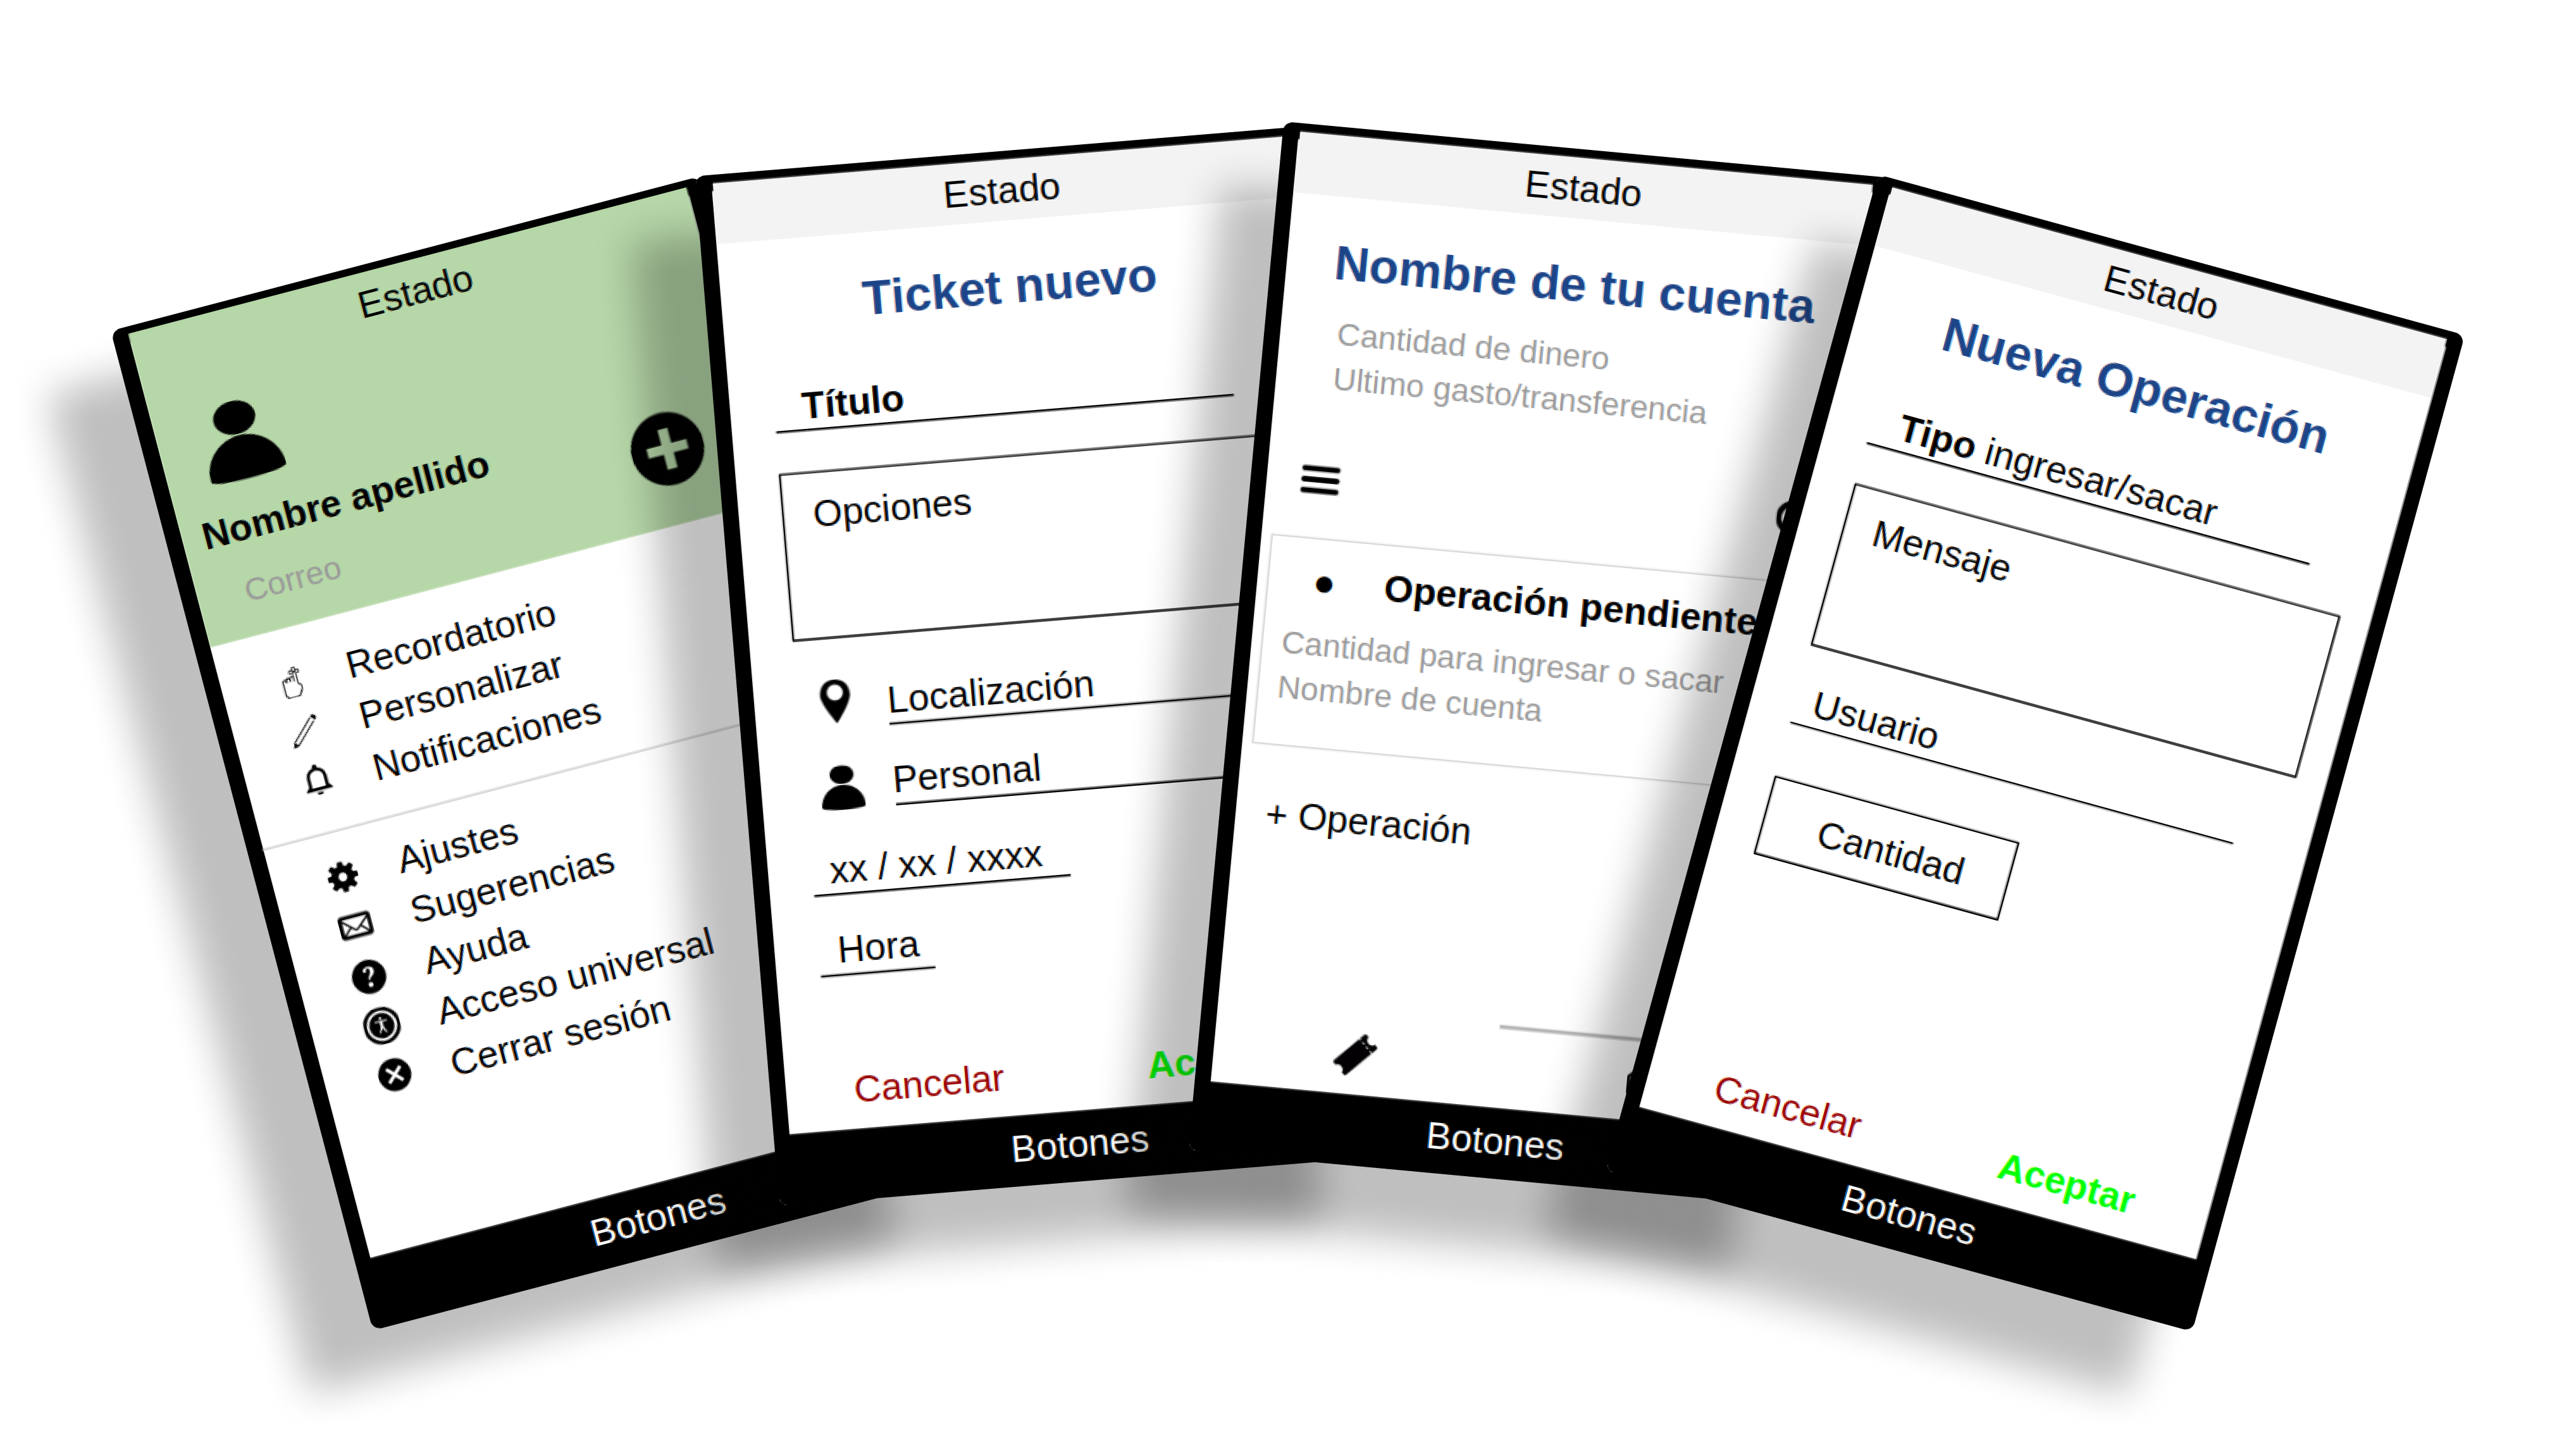 Estado
Nombre apellido
Correo
Recordatorio
Personalizar
Notificaciones
Ajustes
Sugerencias
Ayuda
Acceso universal
Cerrar sesión
Botones
Estado
Ticket nuevo
Título
Opciones
Localización
Personal
xx / xx / xxxx
Hora
Cancelar
Ac
Botones
Estado
Nombre de tu cuenta
Cantidad de dinero
Ultimo gasto/transferencia
● Operación pendiente
Cantidad para ingresar o sacar
Nombre de cuenta
+ Operación
Botones
Estado
Nueva Operación
Tipo ingresar/sacar
Mensaje
Usuario
Cantidad
Cancelar
Aceptar
Botones